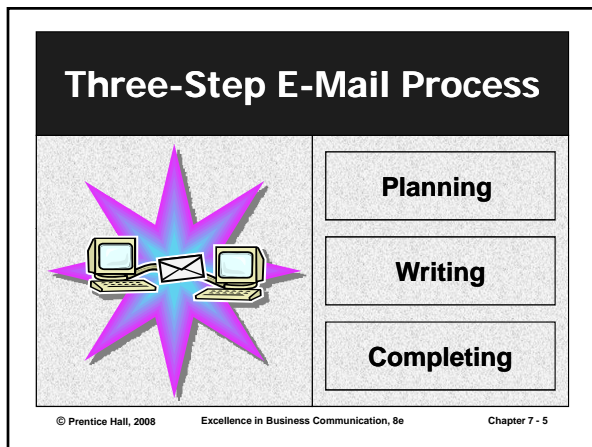 Three-Step E-Mail Process
Planning
Writing
Completing
© Prentice Hall, 2008 Excellence in Business Communication, 8e Chapter 7 - 5